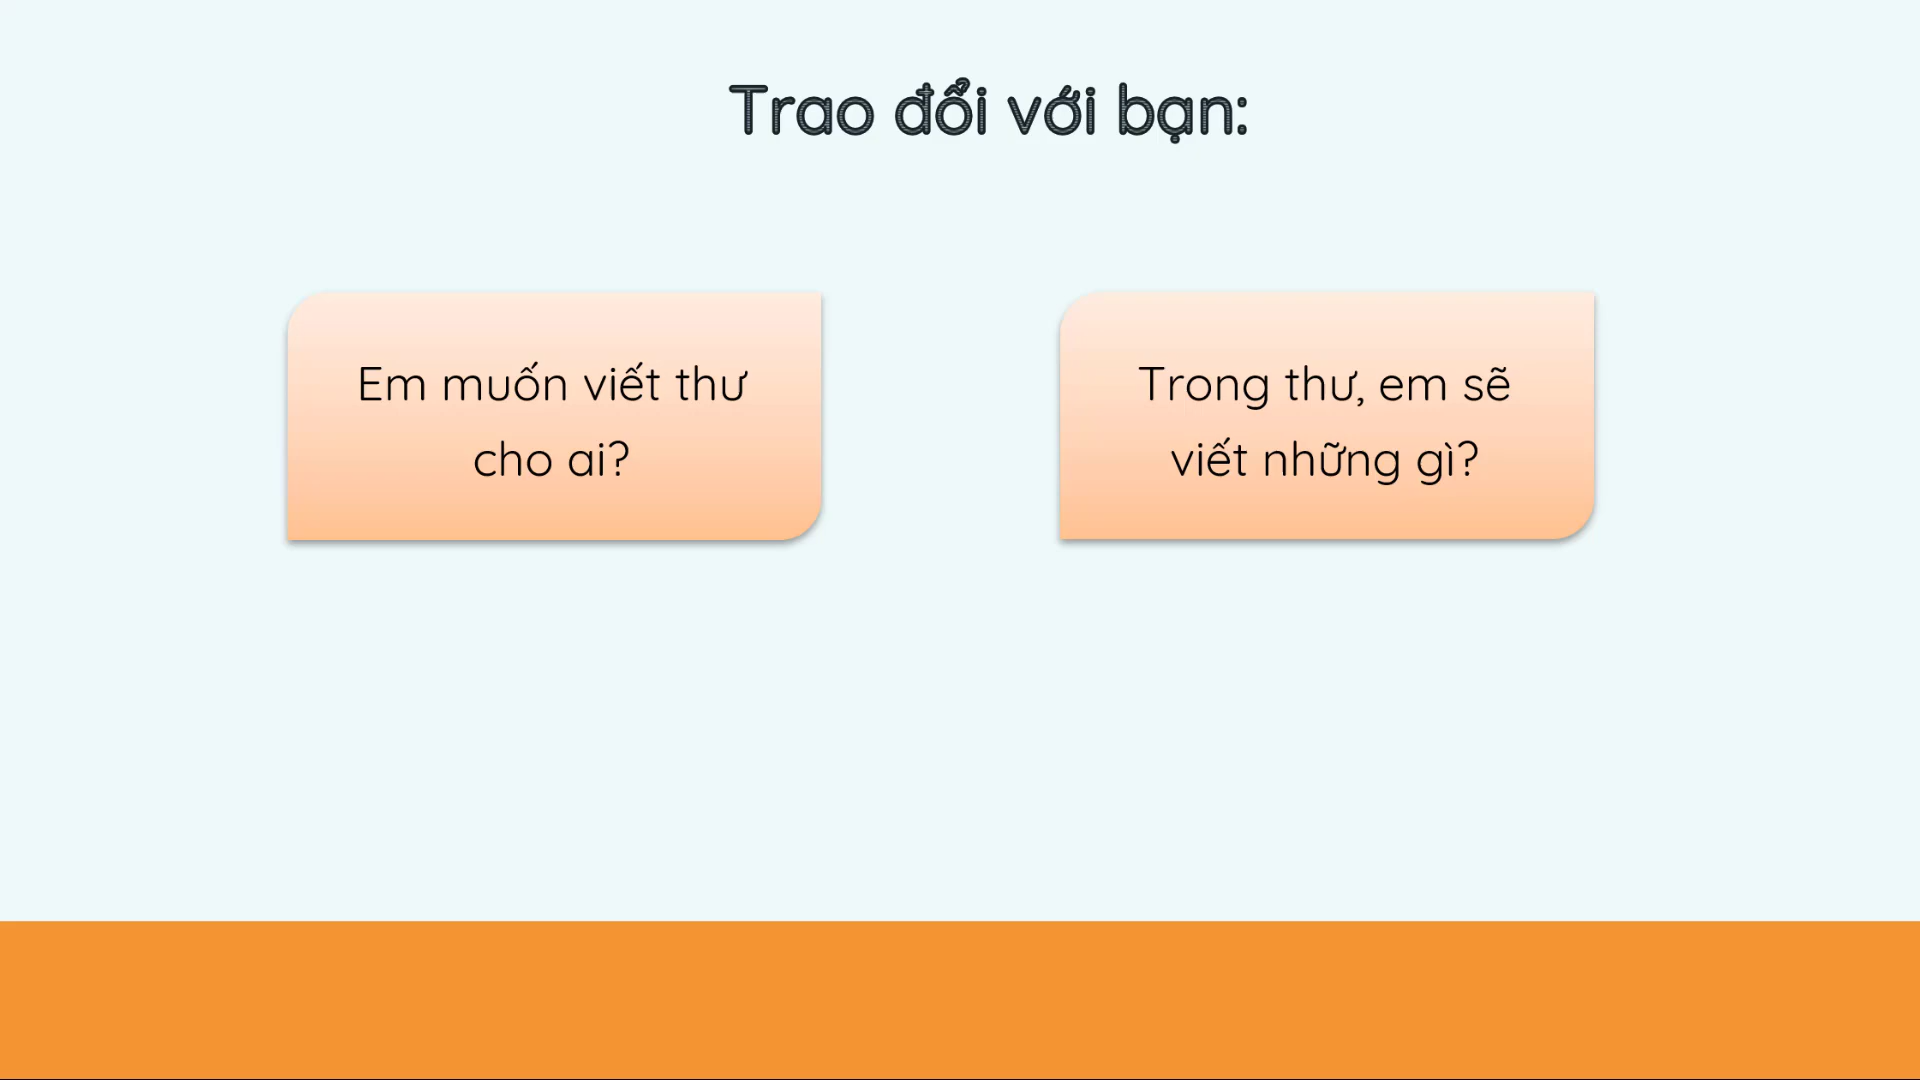 Trao đổi với bạn:
Em muốn viết thư
cho ai?
Trong thư, em sẽ
viết những gì?